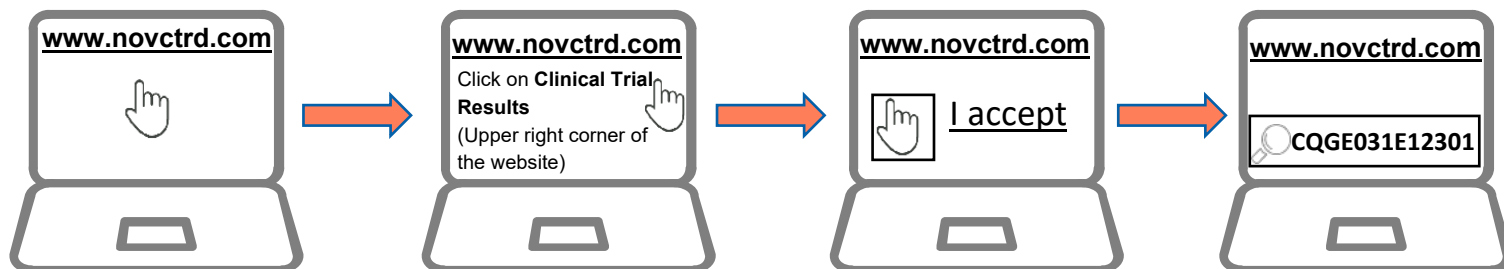 www.novctrd.com
www.novctrd.com
Click on Clinical Trial
Results
(Upper right corner of
the website)
www.novctrd.com
I accept
www.novctrd.com
CQGE031E12301